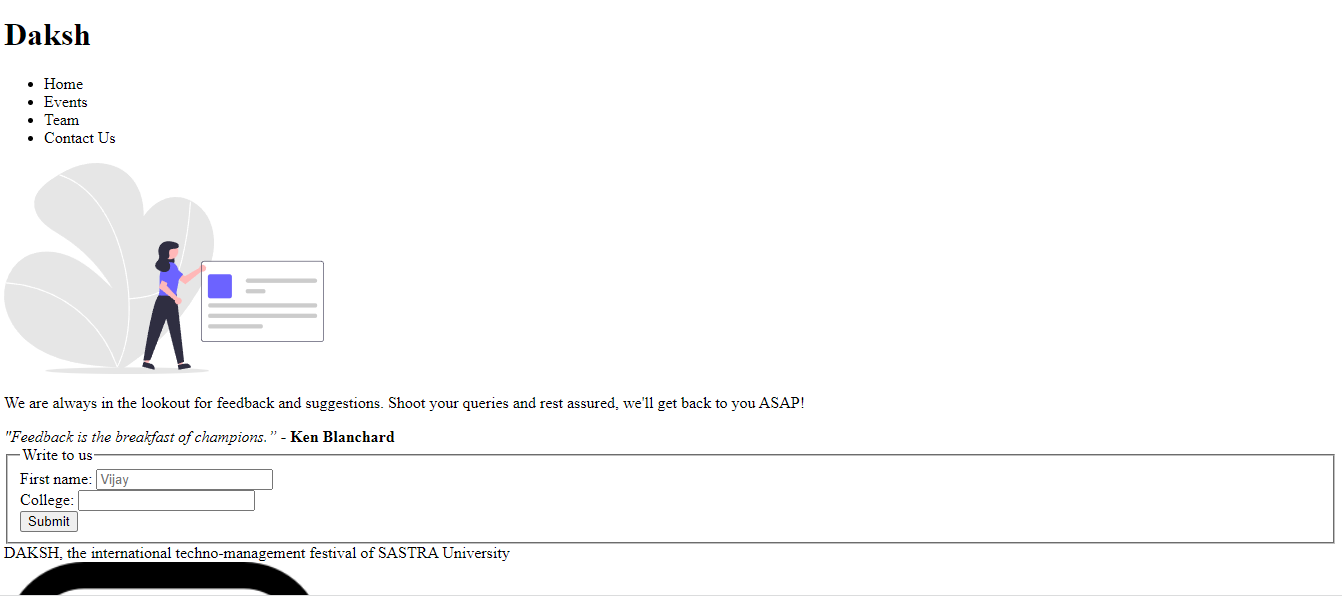 Daksh
Home
Events
Team
Contact Us
We are always in the lookout for feedback and suggestions. Shoot your queries and rest assured, we'll get back to you ASAP!
"Feedback is the breakfast of champions.” - Ken Blanchard
Write to us
First name: Vijay
College:
Submit
DAKSH, the international techno-management festival of SASTRA University